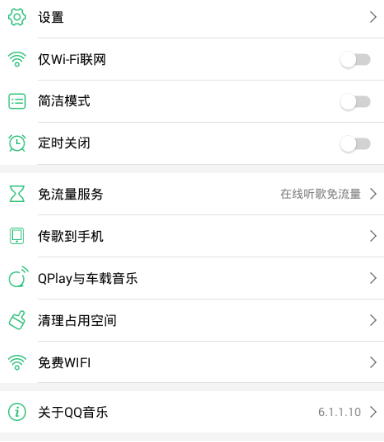 设置
仅Wi-Fi联网
简洁模式
定时关闭
免流量服务 在线听歌免流量
传歌到手机
QPlay与车载音乐
清理占用空间
免费WIFI
关于QQ音乐 6.1.1.10